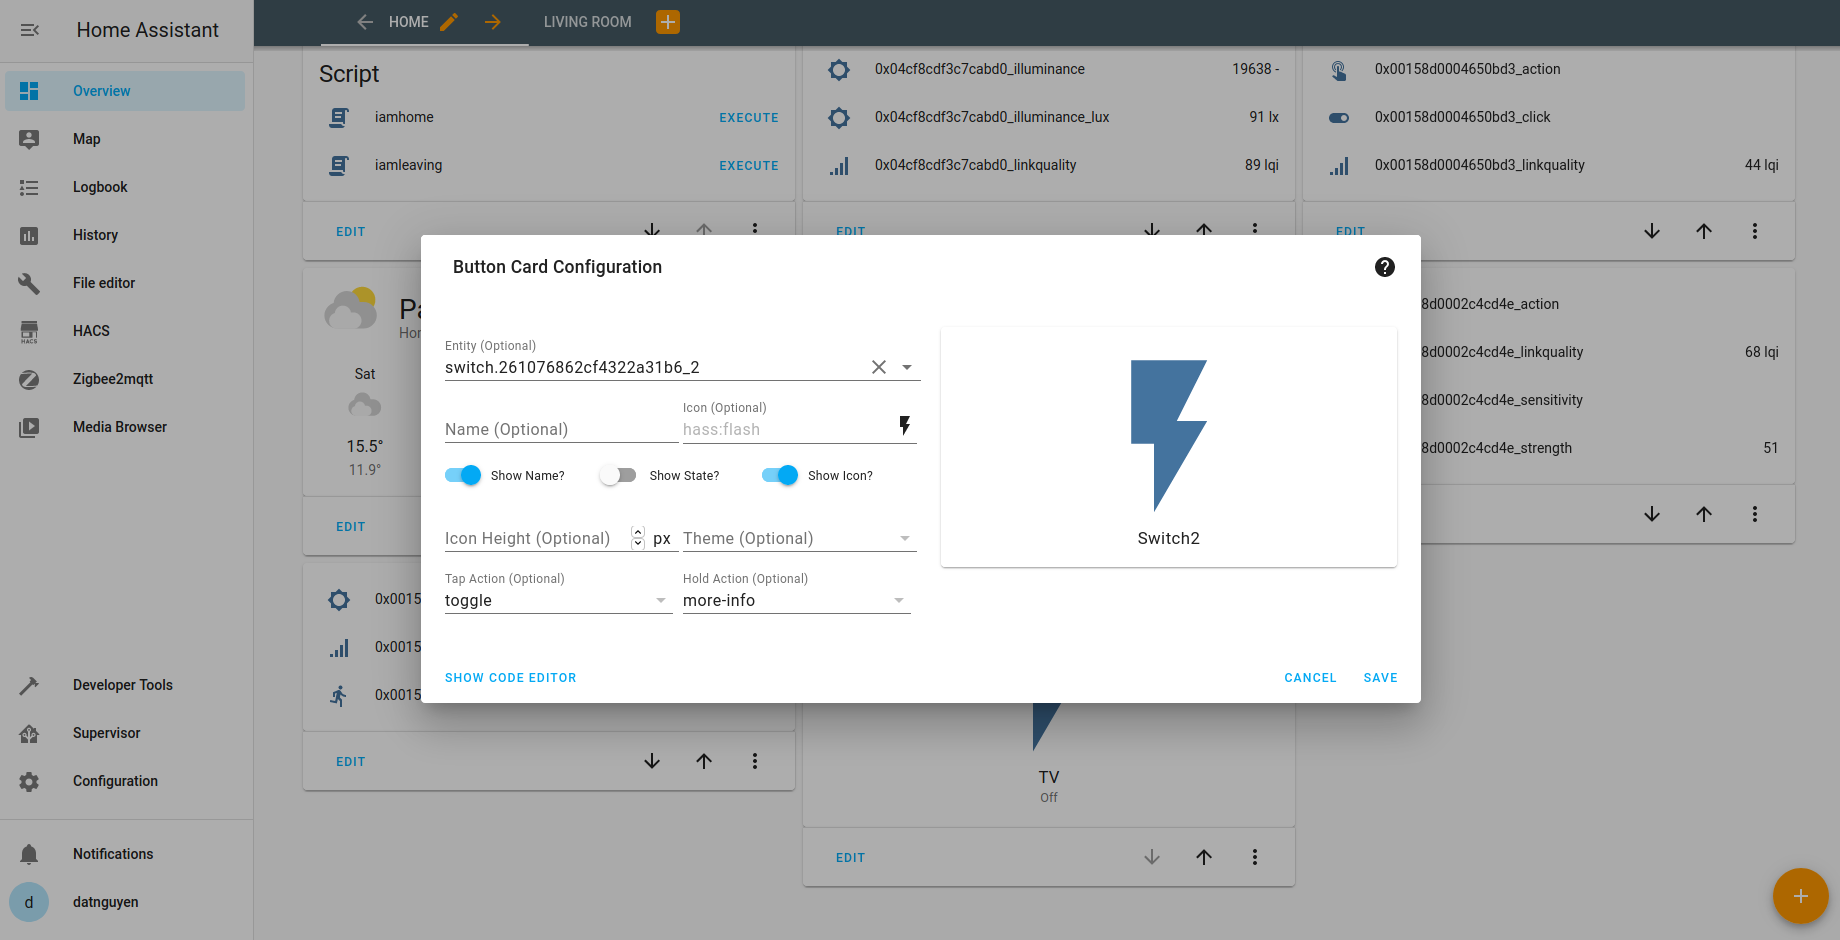 Home Assistant
HOME
LIVING ROOM
Overview
Map
Logbook
History
File editor
HACS
HACS
Zigbee2mqtt
Media Browser
Developer Tools
Supervisor
Configuration
Notifications
d
datnguyen
Script
iamhome
EXECUTE
iamleaving
EXECUTE
EDIT
0x04cf8cdf3c7cabd0_illuminance
19638 -
0x04cf8cdf3c7cabd0_illuminance_lux
91 lx
0x04cf8cdf3c7cabd0_linkquality
89 lqi
EDIT
0x00158d0004650bd3_action
0x00158d0004650bd3_click
0x00158d0004650bd3_linkquality
44 lqi
EDIT
Sat
15.5°
11.9°
EDIT
0x0015
0x0015
0x0015
EDIT
8d0002c4cd4e_action
8d0002c4cd4e_linkquality
68 lqi
8d0002c4cd4e_sensitivity
8d0002c4cd4e_strength
51
Button Card Configuration
Entity (Optional)
switch.261076862cf4322a31b6_2
Name (Optional)
Icon (Optional)
hass:flash
Show Name?
Show State?
Show Icon?
Icon Height (Optional)
px
Theme (Optional)
Tap Action (Optional)
toggle
Hold Action (Optional)
more-info
Switch2
SHOW CODE EDITOR
CANCEL
SAVE
TV
Off
EDIT